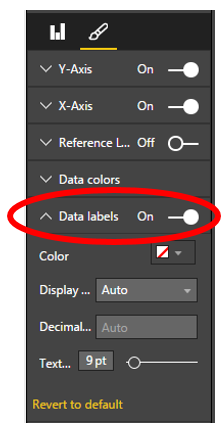 Y-Axis On
X-Axis On
Reference L... Off
Data colors
Data labels On
Color
Display ... Auto
Decimal... Auto
Text... 9 pt
Revert to default